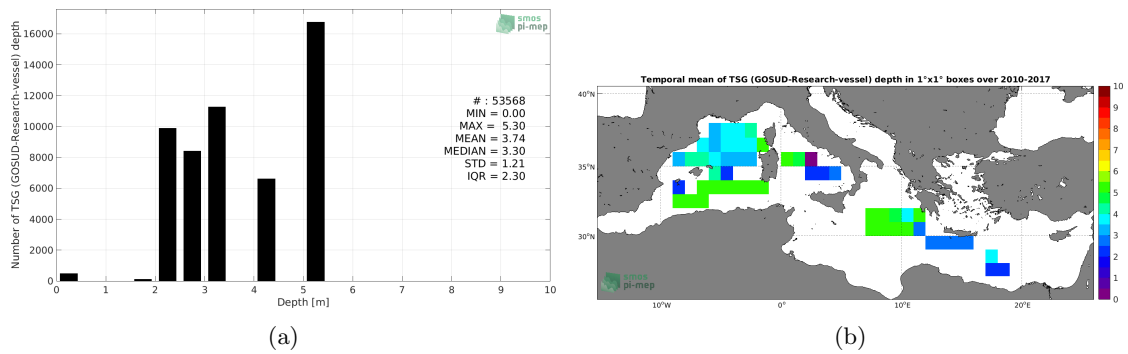 smos
pi-mep
Number of TSG (GOSUD-Research-vessel) depth
16000
14000
12000
10000
8000
6000
4000
2000
0
# : 53568
MIN = 0.00
MAX = 5.30
MEAN = 3.74
MEDIAN = 3.30
STD = 1.21
IQR = 2.30
0 1 2 3 4 5 6 7 8 9 10
Depth [m]
(a)
Temporal mean of TSG (GOSUD-Research-vessel) depth in 1°x1° boxes over 2010-2017
40°N
35°N
30°N
10°W 0° 10°E 20°E
smos
pi-mep
10
9
8
7
6
5
4
3
2
1
0
(b)